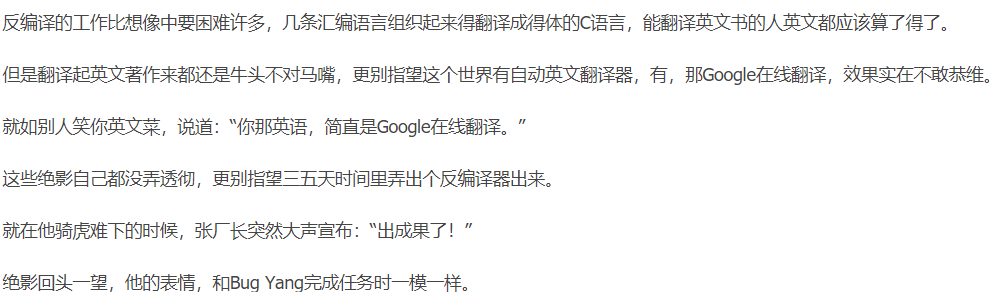 反编译的工作比想像中要困难许多，几条汇编语言组织起来得翻译成得体的C语言，能翻译英文书的人英文都应该算了得了。
但是翻译起英文著作来都还是牛头不对马嘴，更别指望这个世界有自动英文翻译器，有，那Google在线翻译，效果实在不敢恭维。
就如别人笑你英文菜，说道：“你那英语，简直是Google在线翻译。”
这些绝影自己都没弄透彻，更别指望三五天时间里弄出个反编译器出来。
就在他骑虎难下的时候，张厂长突然大声宣布：“出成果了！”
绝影回头一望，他的表情，和Bug Yang完成任务时一模一样。